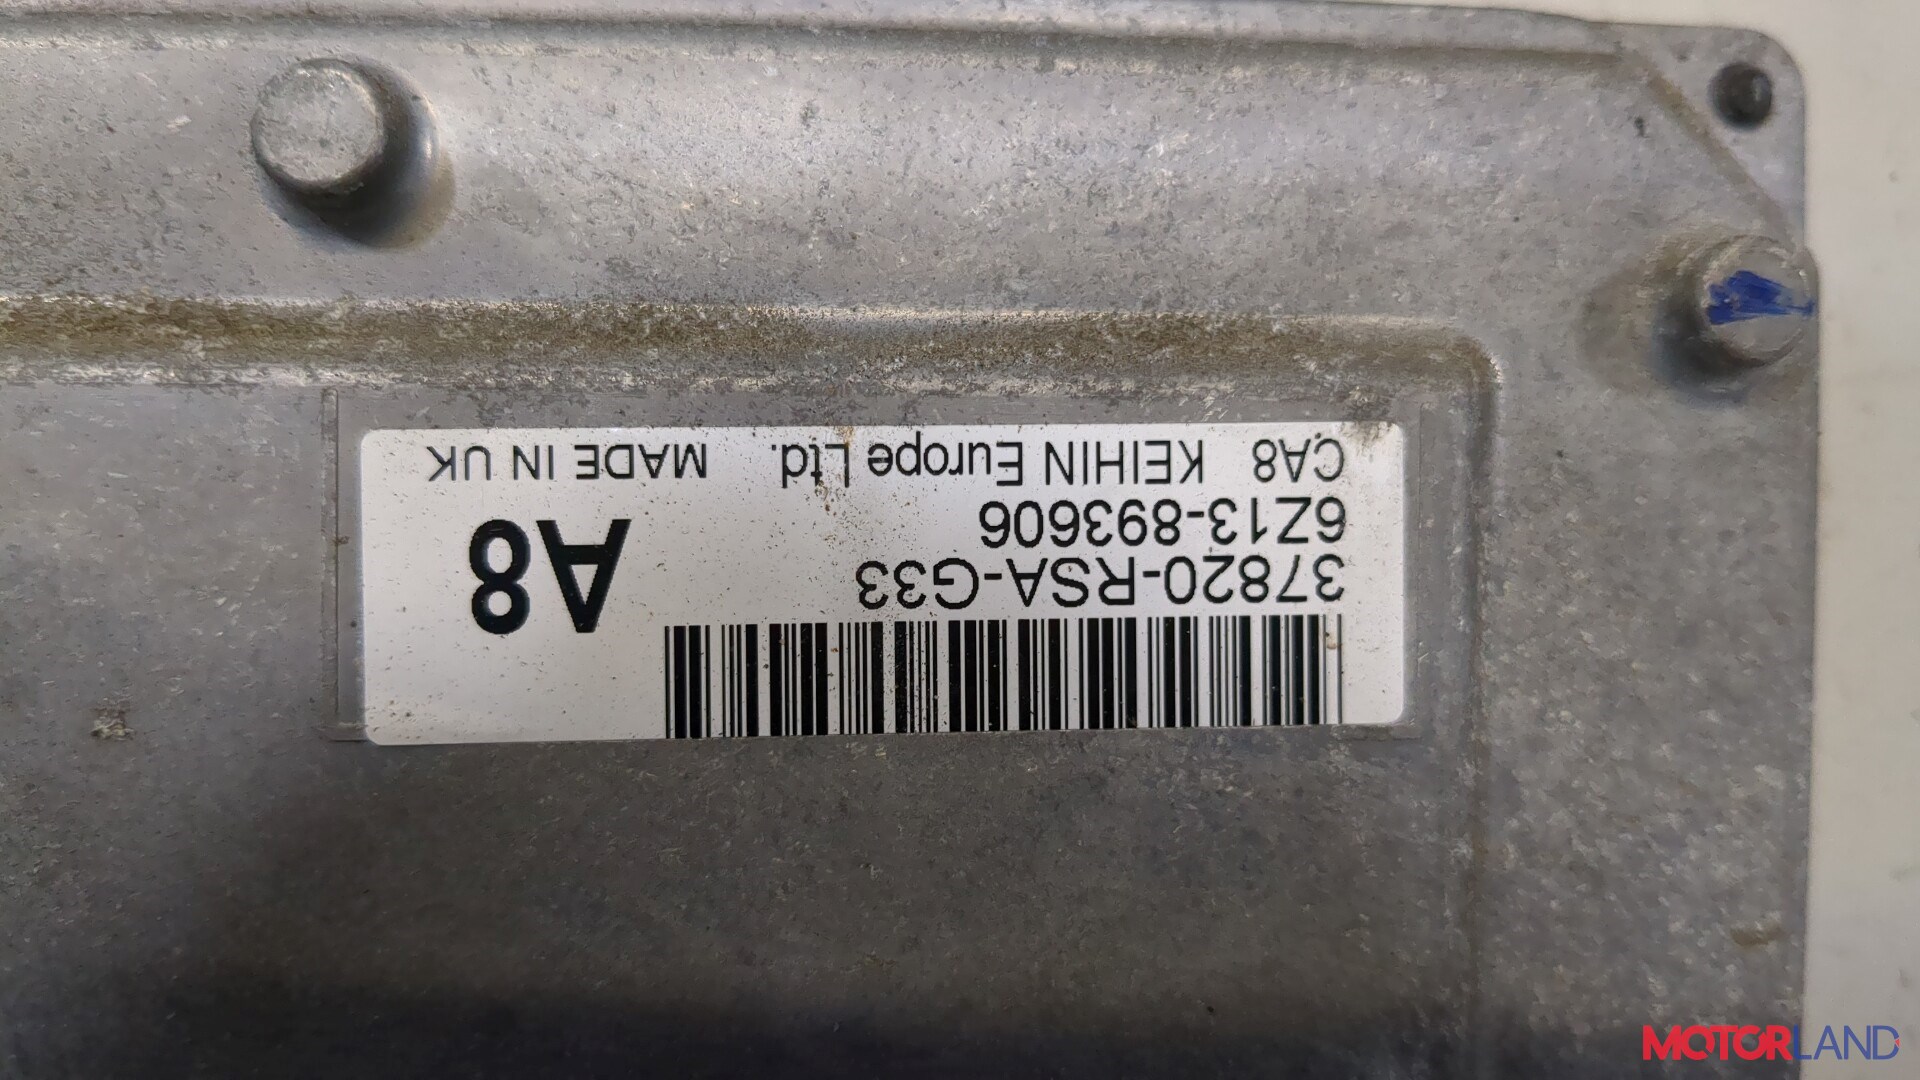 37820-RSA-G33
6Z13-893606
A8
CA8 KEIHIN Europe Ltd. MADE IN UK
MOTORLAND